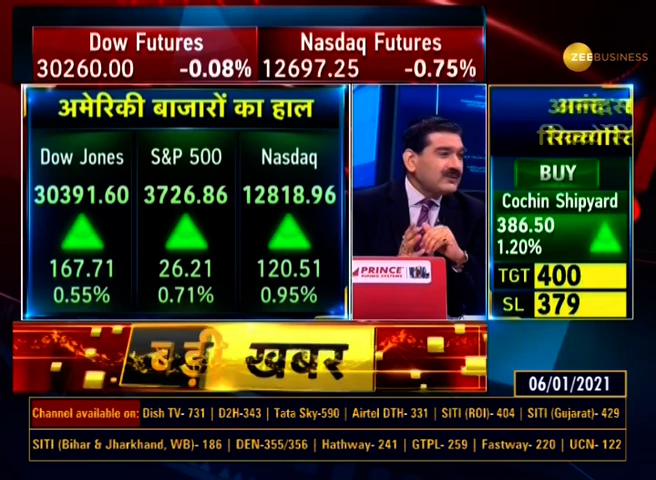 Dow Futures
30260.00 -0.08%
Nasdaq Futures
12697.25 -0.75%
ZEEBUSINESS
अमेरिकी बाजारों का हाल
Dow Jones S&P 500 Nasdaq
30391.60 3726.86 12818.96
167.71 26.21 120.51
0.55% 0.71% 0.95%
PRINCE
PIPING SYSTEMS
BUY
Cochin Shipyard
386.50
1.20%
TGT 400
SL 379
बड़ी खबर
06/01/2021
Channel available on: Dish TV- 731 | D2H-343 | Tata Sky-590 | Airtel DTH- 331 | SITI (ROI)- 404 | SITI (Gujarat)- 429
SITI (Bihar & Jharkhand, WB)- 186 | DEN-355/356 | Hathway- 241 | GTPL- 259 | Fastway- 220 | UCN- 122